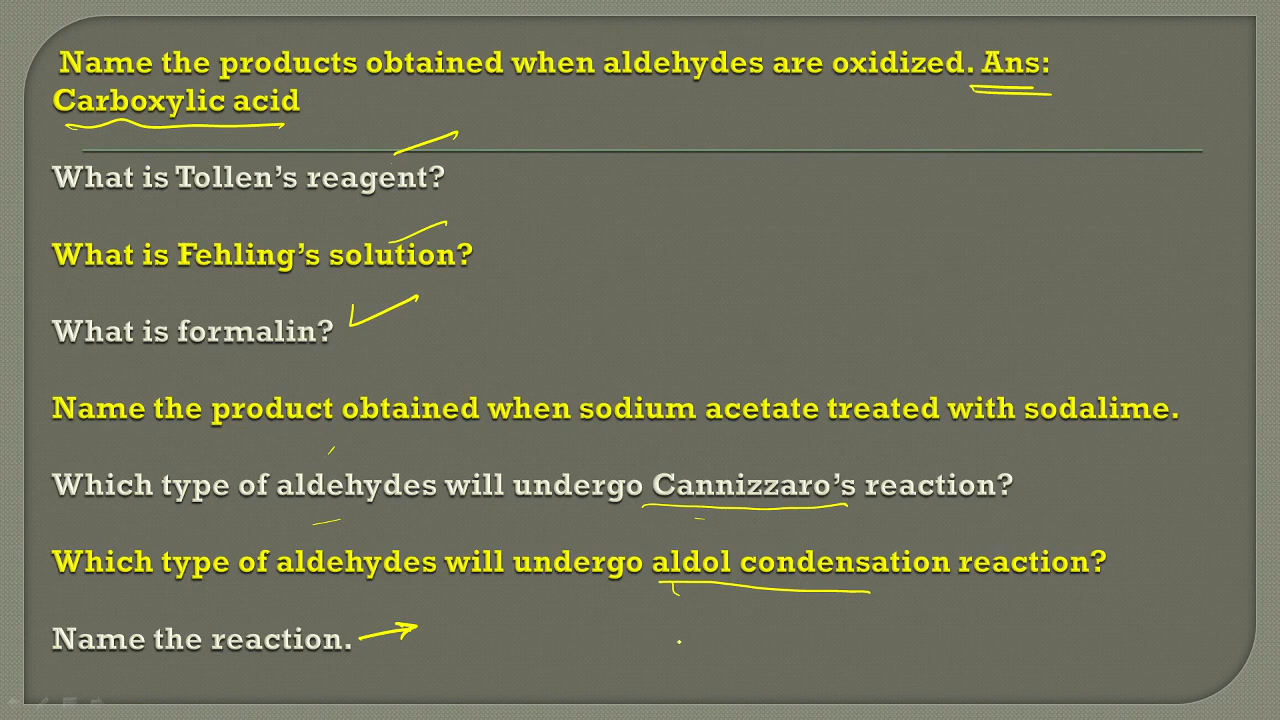 Name the products obtained when aldehydes are oxidized. Ans:
Carboxylic acid
What is Tollen’s reagent?
What is Fehling’s solution?
What is formalin?
Name the product obtained when sodium acetate treated with sodalime.
Which type of aldehydes will undergo Cannizzaro’s reaction?
Which type of aldehydes will undergo aldol condensation reaction?
Name the reaction.